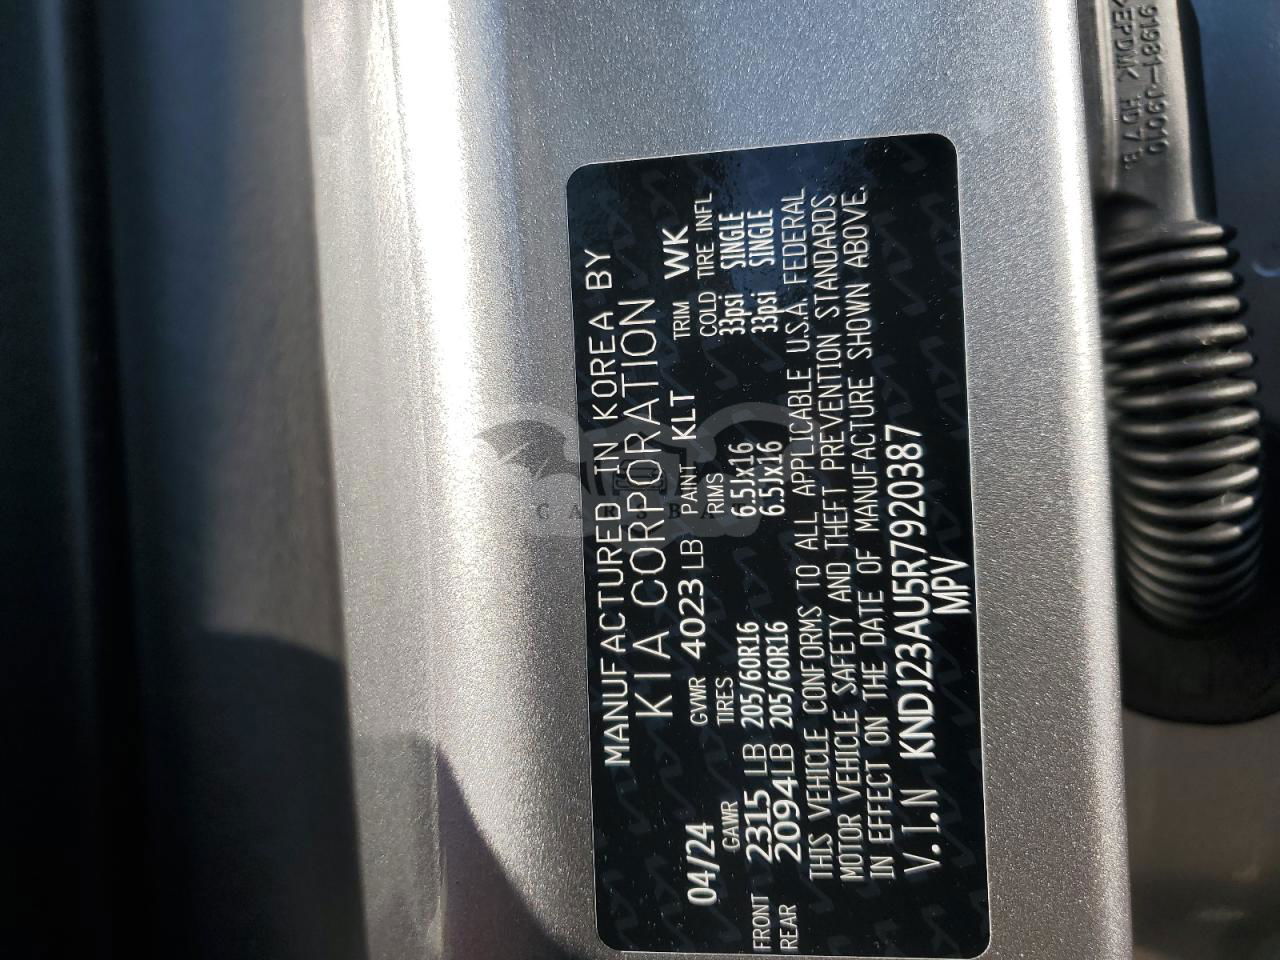 MANUFACTURED IN KOREA BY
KIA CORPORATION
04/24 GVWR 4023 LB PAINT KLT TRIM WK
GAWR TIRES RIMS COLD TIRE INFL
FRONT 2315 LB 205/60R16 6.5Jx16 33psi SINGLE
REAR 2094LB 205/60R16 6.5Jx16 33psi SINGLE
THIS VEHICLE CONFORMS TO ALL APPLICABLE U.S.A. FEDERAL
MOTOR VEHICLE SAFETY AND THEFT PREVENTION STANDARDS
IN EFFECT ON THE DATE OF MANUFACTURE SHOWN ABOVE.
V.I.N KNDJ23AU5R7920387
MPV
91981-J9010
HD7